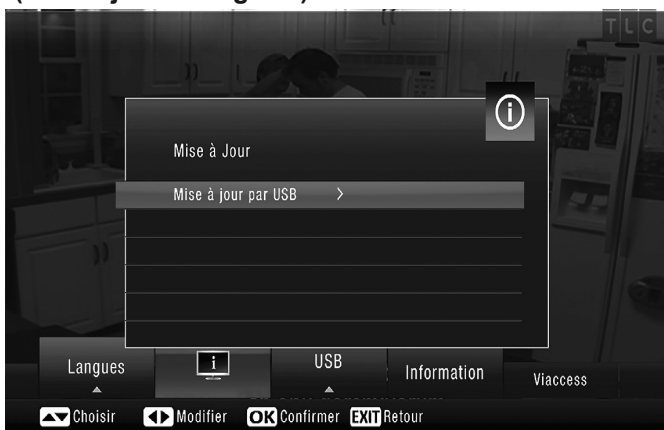 TLC
Mise à Jour
Mise à jour par USB >
Langues
USB
Information
Viaccess
Choisir Modifier OK Confirmer EXIT Retour